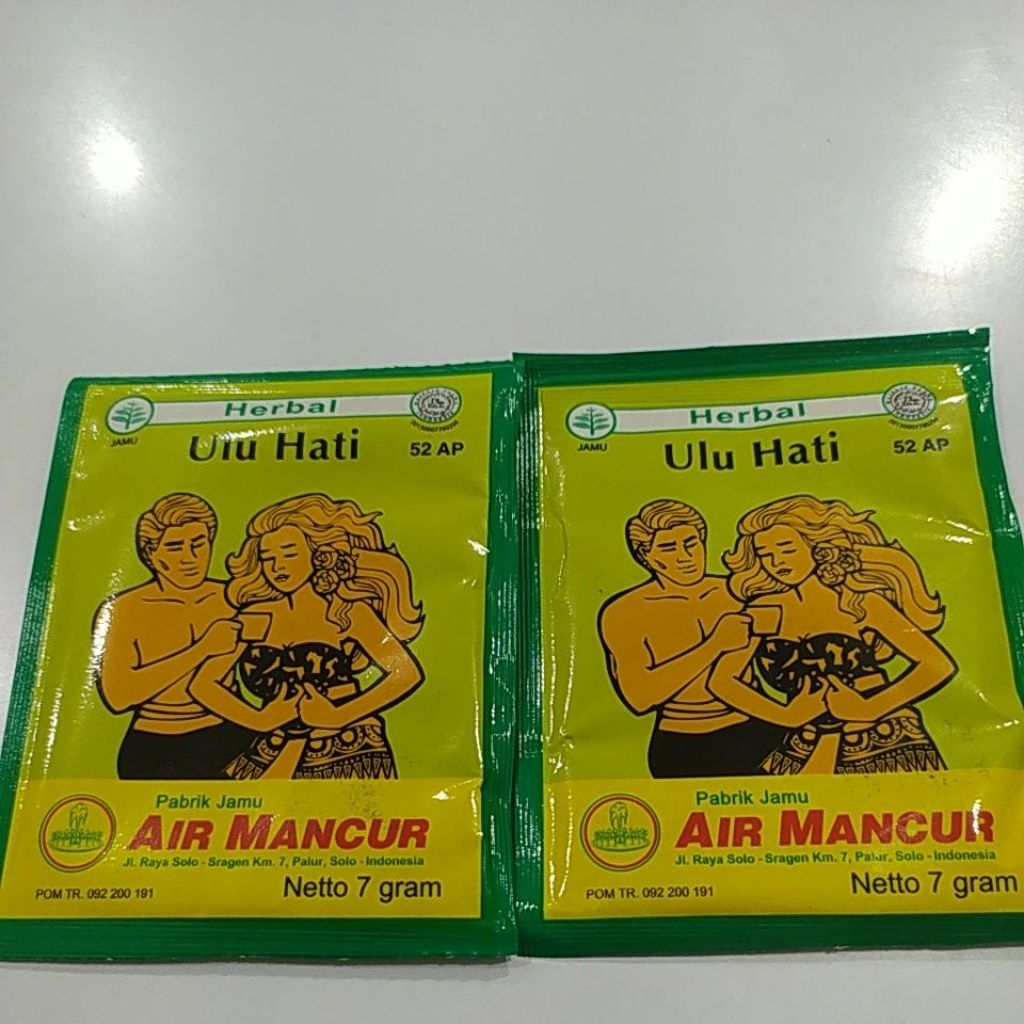 Herbal
JAMU
Ulu Hati
52 AP
Pabrik Jamu
AIR MANCUR
Jl. Raya Solo - Sragen Km. 7, Palur, Solo - Indonesia
POM TR. 092 200 191
Netto 7 gram
Herbal
JAMU
Ulu Hati
52 AP
Pabrik Jamu
AIR MANCUR
Jl. Raya Solo - Sragen Km. 7, Palur, Solo - Indonesia
POM TR. 092 200 191
Netto 7 gram